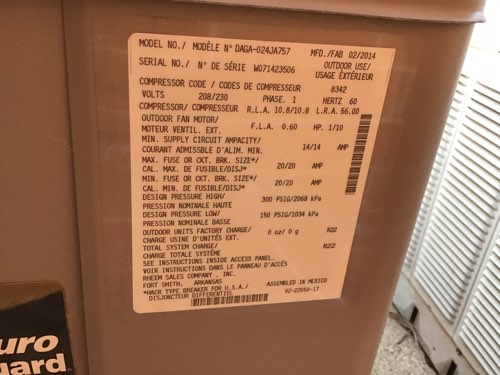 MODEL NO./ MODÈLE N° DAGA-024JA757 MFD./FAB 02/2014
SERIAL NO./ N° DE SÉRIE W071423506 OUTDOOR USE/
USAGE EXTÉRIEUR
COMPRESSOR CODE / CODES DE COMPRESSEUR 8342
VOLTS 208/230 PHASE. 1 HERTZ 60
COMPRESSOR/ COMPRESSEUR R.L.A. 10.8/10.8 L.R.A. 56.00
OUTDOOR FAN MOTOR/
MOTEUR VENTIL. EXT. F.L.A. 0.60 HP. 1/10
MIN. SUPPLY CIRCUIT AMPACITY/
COURANT ADMISSIBLE D'ALIM. MIN. 14/14 AMP
MAX. FUSE OR CKT. BRK. SIZE*/
CAL. MAX. DE FUSIBLE/DISJ* 20/20 AMP
MIN. FUSE OR CKT. BRK. SIZE*/
CAL. MIN. DE FUSIBLE/DISJ* 20/20 AMP
DESIGN PRESSURE HIGH/ 300 PSIG/2068 kPa
PRESSION NOMINALE HAUTE
DESIGN PRESSURE LOW/ 150 PSIG/1034 kPa
PRESSION NOMINALE BASSE
OUTDOOR UNITS FACTORY CHARGE/ 0 oz/ 0 g R22
CHARGE USINE D'UNITÉS EXT.
TOTAL SYSTEM CHARGE/ R22
CHARGE TOTALE SYSTÈME
SEE INSTRUCTIONS INSIDE ACCESS PANEL.
VOIR INSTRUCTIONS DANS LE PANNEAU D'ACCÈS
RHEEM SALES COMPANY , INC.
FORT SMITH, ARKANSAS ASSEMBLED IN MEXICO
*HACR TYPE BREAKER FOR U.S.A./ 92-22050-17
DISJONCTEUR DIFFERENTIEL
uro
uard